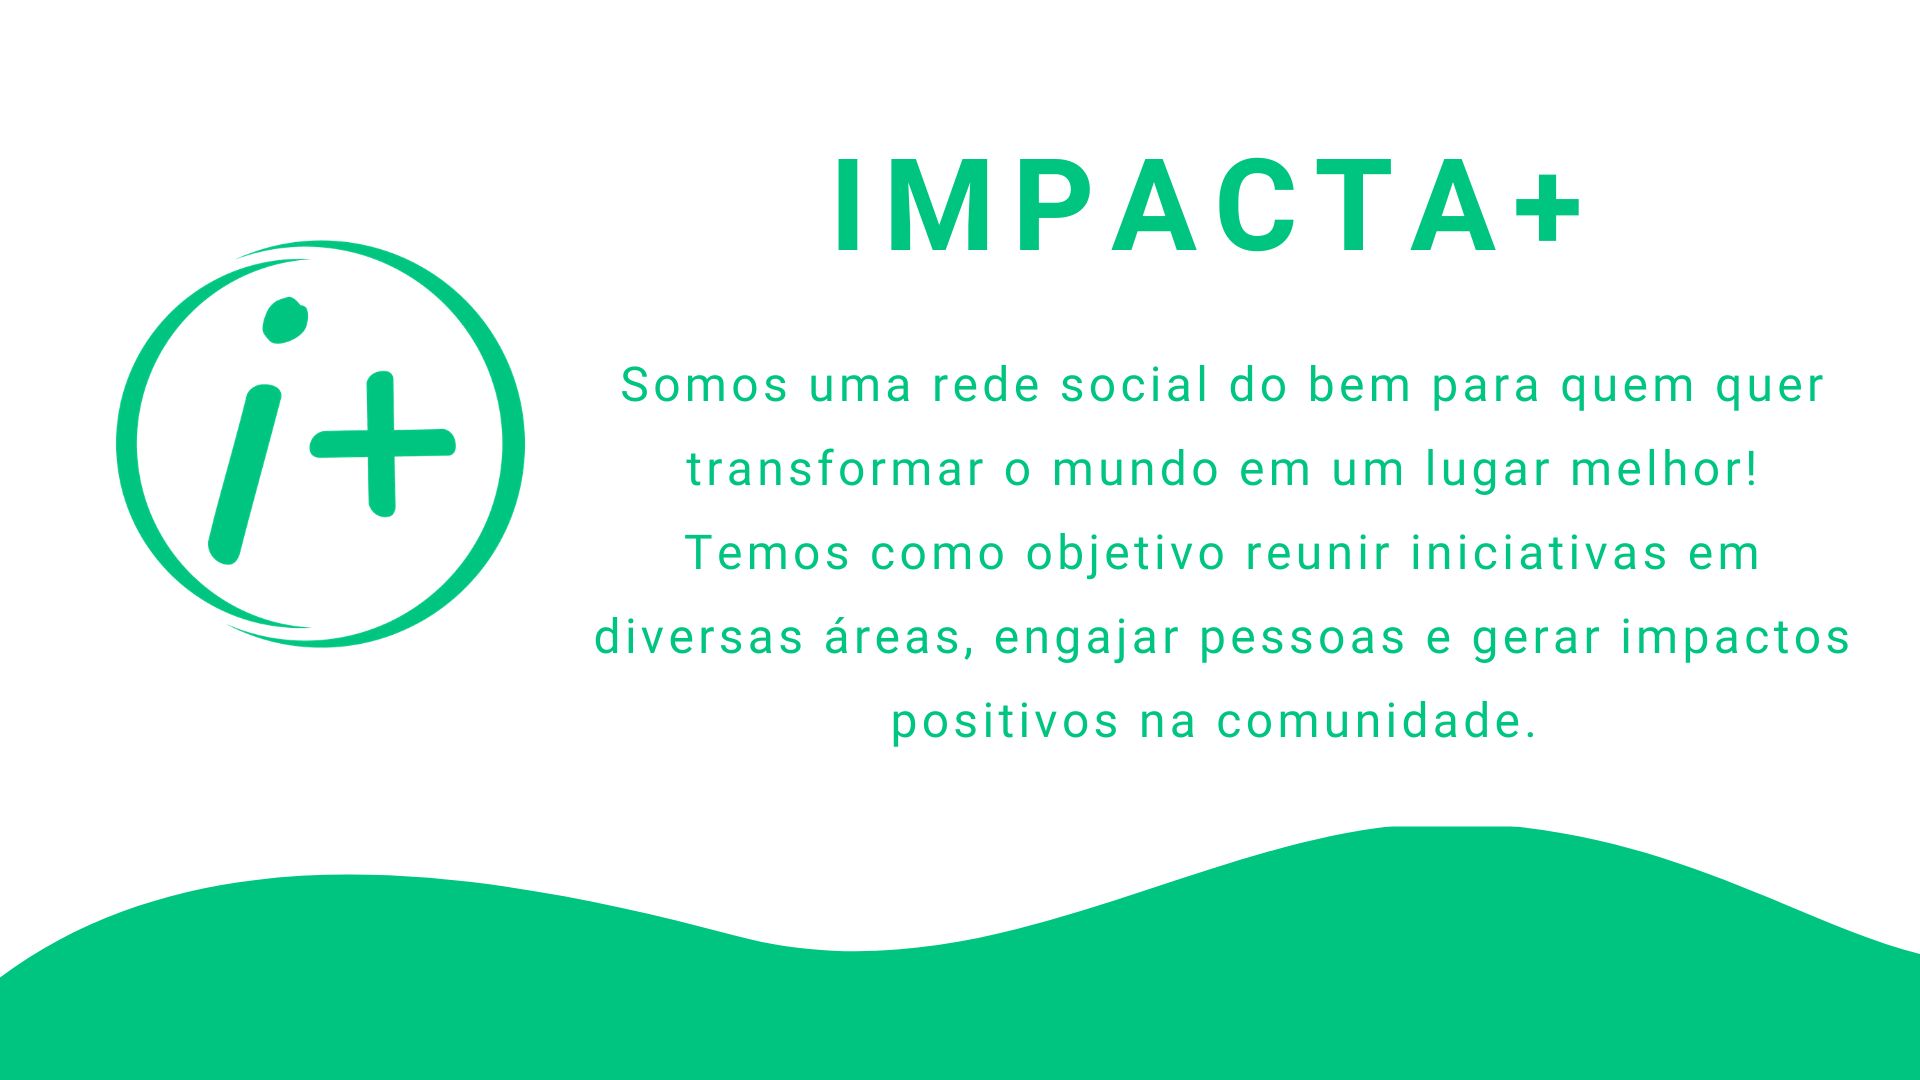 IMPACTA+
i+
Somos uma rede social do bem para quem quer
transformar o mundo em um lugar melhor!
Temos como objetivo reunir iniciativas em
diversas áreas, engajar pessoas e gerar impactos
positivos na comunidade.